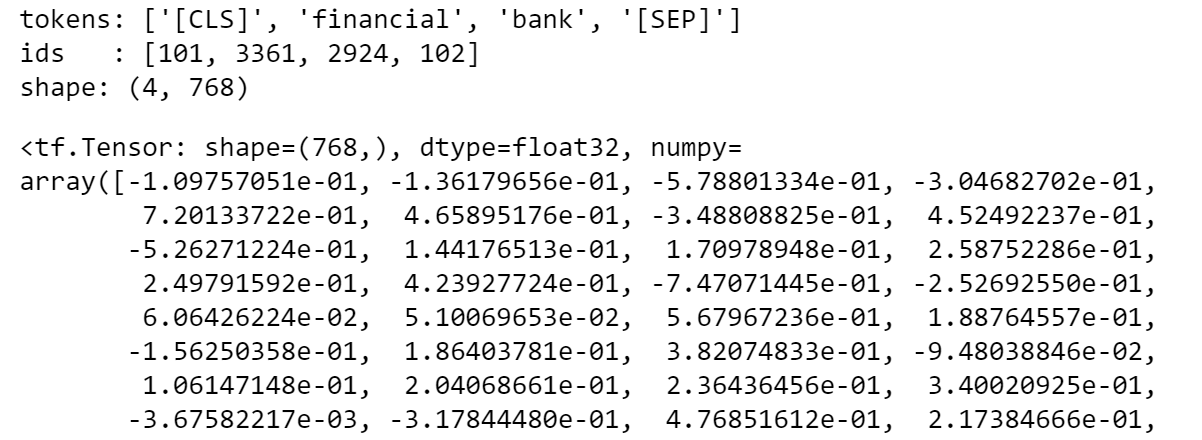 tokens: ['[CLS]', 'financial', 'bank', '[SEP]']
ids   : [101, 3361, 2924, 102]
shape: (4, 768)
<tf.Tensor: shape=(768,), dtype=float32, numpy=
array([-1.09757051e-01, -1.36179656e-01, -5.78801334e-01, -3.04682702e-01,
        7.20133722e-01,  4.65895176e-01, -3.48808825e-01,  4.52492237e-01,
       -5.26271224e-01,  1.44176513e-01,  1.70978948e-01,  2.58752286e-01,
        2.49791592e-01,  4.23927724e-01, -7.47071445e-01, -2.52692550e-01,
        6.06426224e-02,  5.10069653e-02,  5.67967236e-01,  1.88764557e-01,
       -1.56250358e-01,  1.86403781e-01,  3.82074833e-01, -9.48038846e-02,
        1.06147148e-01,  2.04068661e-01,  2.36436456e-01,  3.40020925e-01,
       -3.67582217e-03, -3.17844480e-01,  4.76851612e-01,  2.17384666e-01,